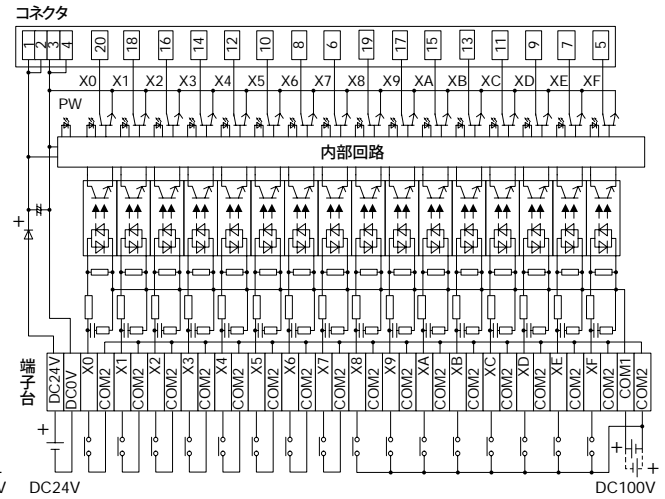 コネクタ
1 2 3 4 20 18 16 14 12 10 8 6 19 17 15 13 11 9 7 5
X0 X1 X2 X3 X4 X5 X6 X7 X8 X9 XA XB XC XD XE XF
PW
内部回路
+
端子台
DC24V DC0V X0 COM2 X1 COM2 X2 COM2 X3 COM2 X4 COM2 X5 COM2 X6 COM2 X7 COM2 X8 COM2 X9 COM2 XA COM2 XB COM2 XC COM2 XD COM2 XE COM2 XF COM2 COM1 COM2
+ + +
V DC24V DC100V